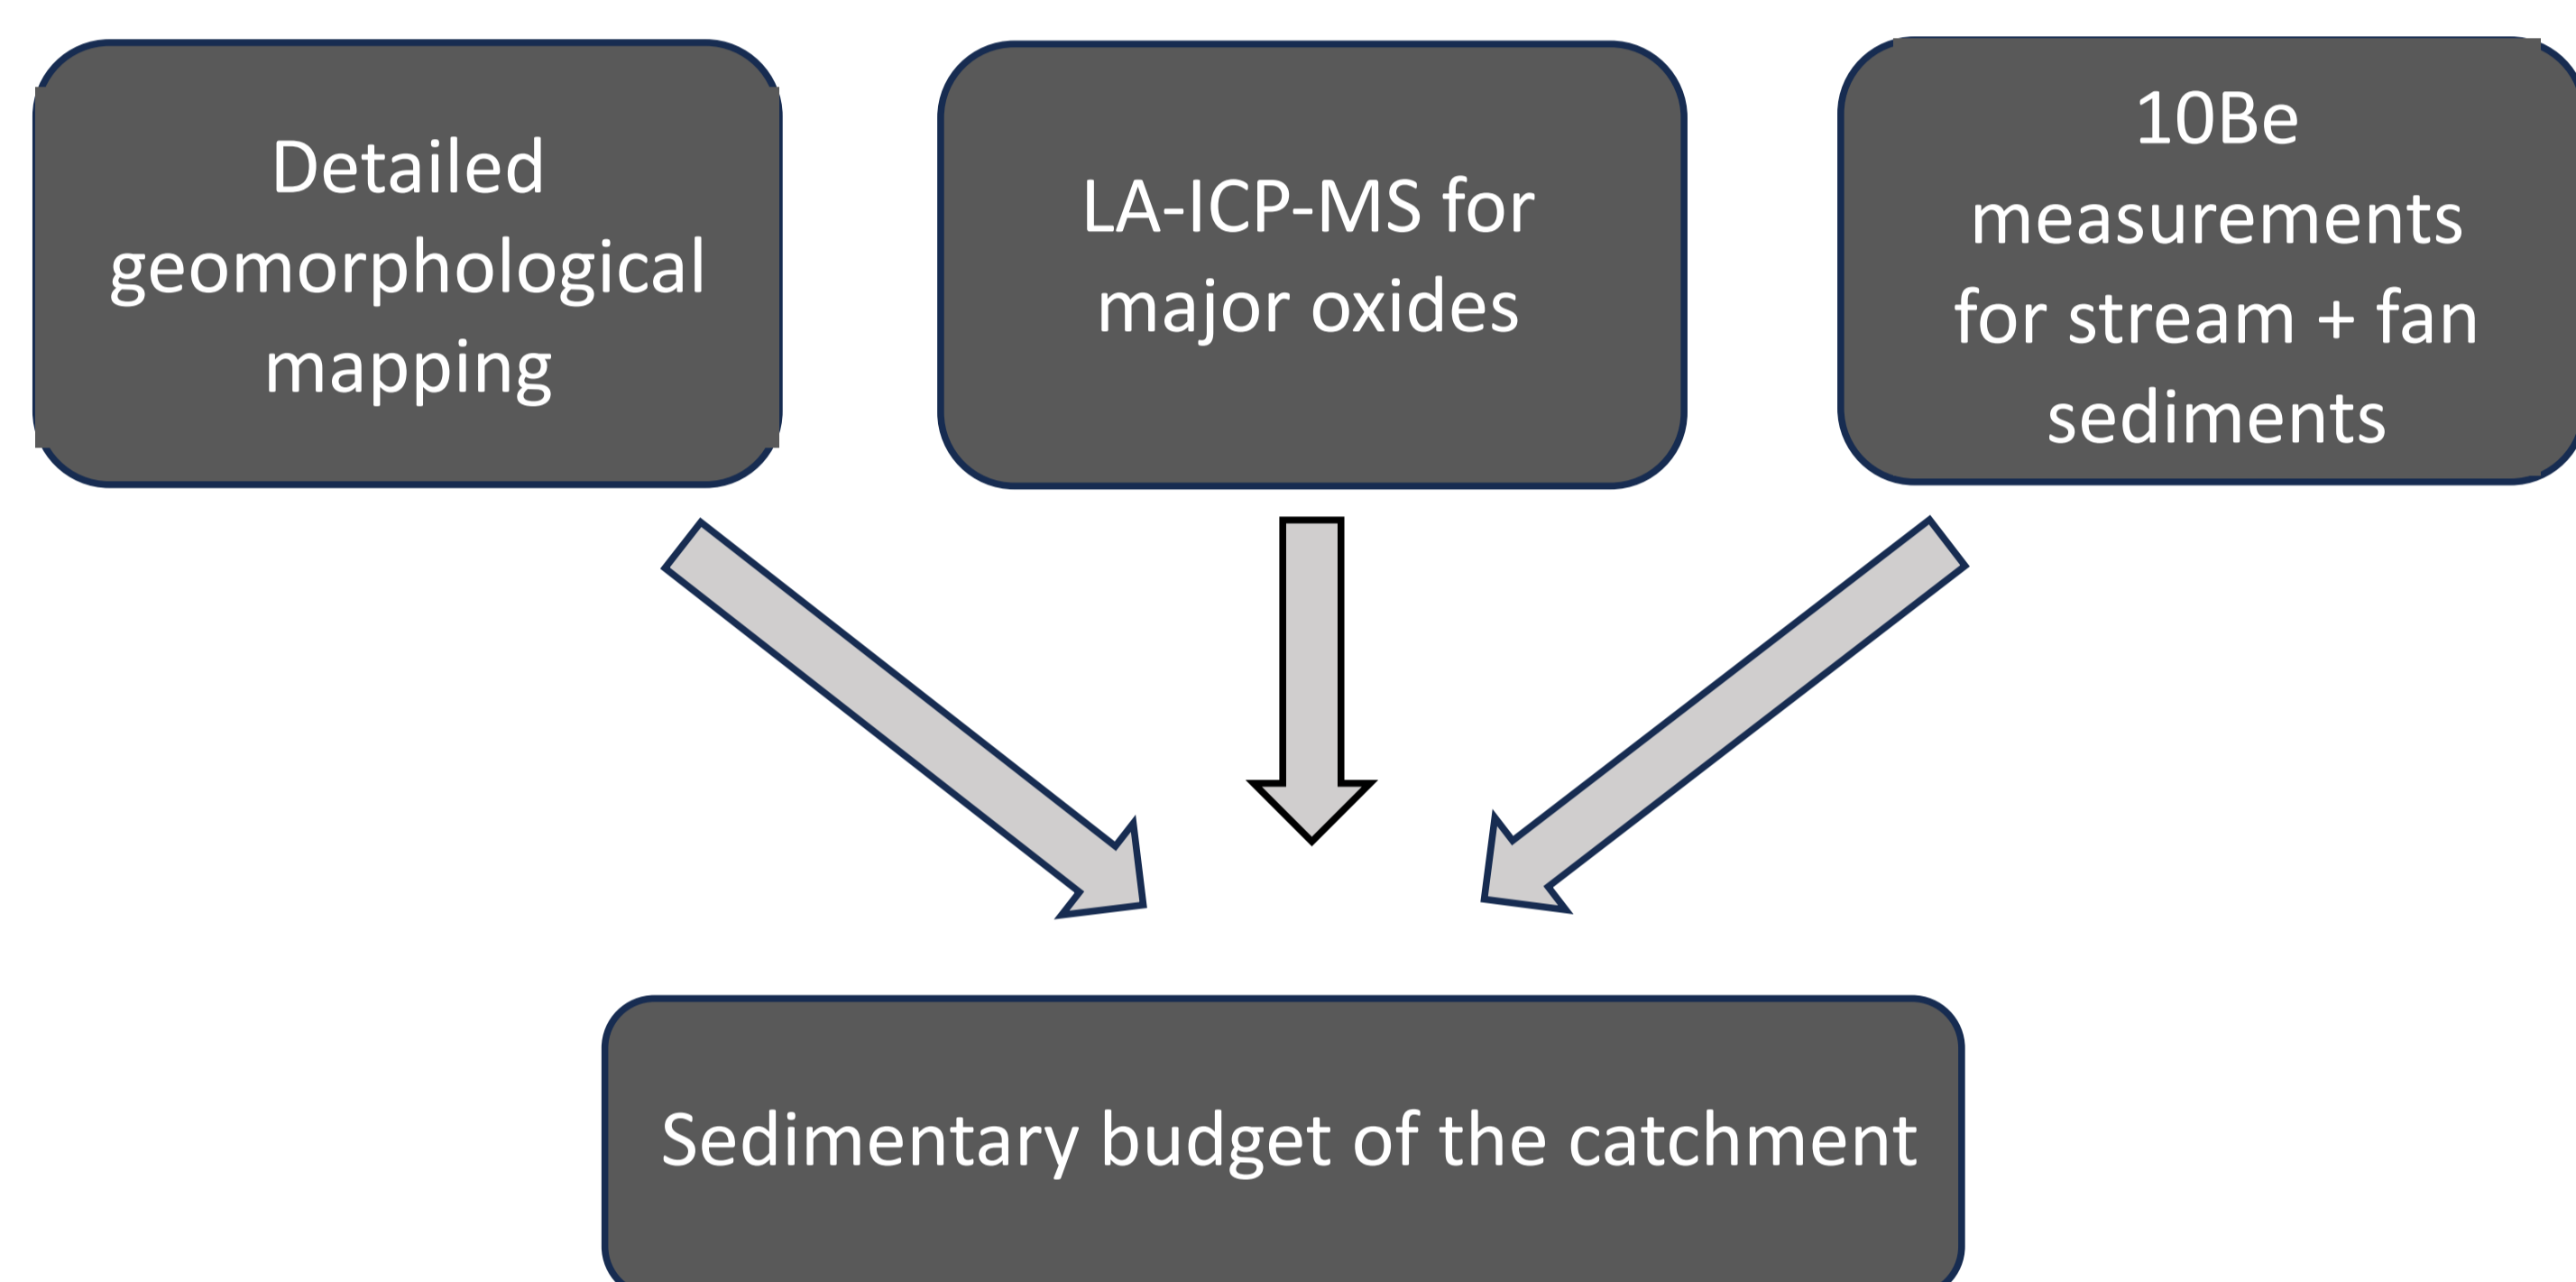 Detailed
geomorphological
mapping
LA-ICP-MS for
major oxides
10Be
measurements
for stream + fan
sediments
Sedimentary budget of the catchment